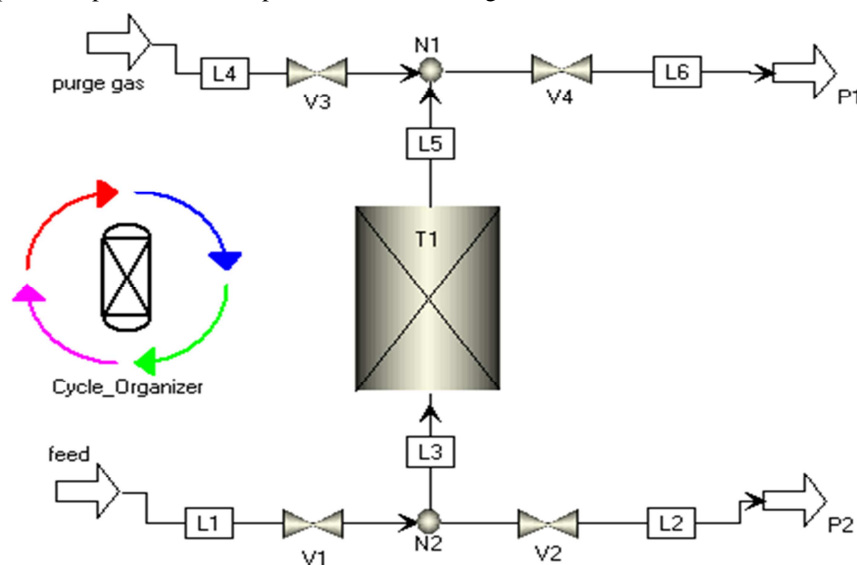 N1
L4
L6
purge gas
V3
V4
P1
L5
T1
Cycle_Organizer
feed
L3
L1
L2
V1
N2
V2
P2